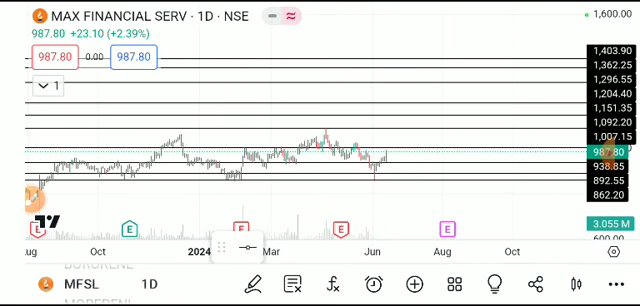 MAX FINANCIAL SERV · 1D · NSE
987.80 +23.10 (+2.39%)
987.80 0.00 987.80
1
1,600.00
1,403.90
1,362.25
1,296.55
1,204.40
1,151.35
1,092.20
1,007.15
987.80
938.85
892.55
862.20
3.055 M
E E E E E
Oct 2024 Mar Jun Aug Oct
MFSL 1D